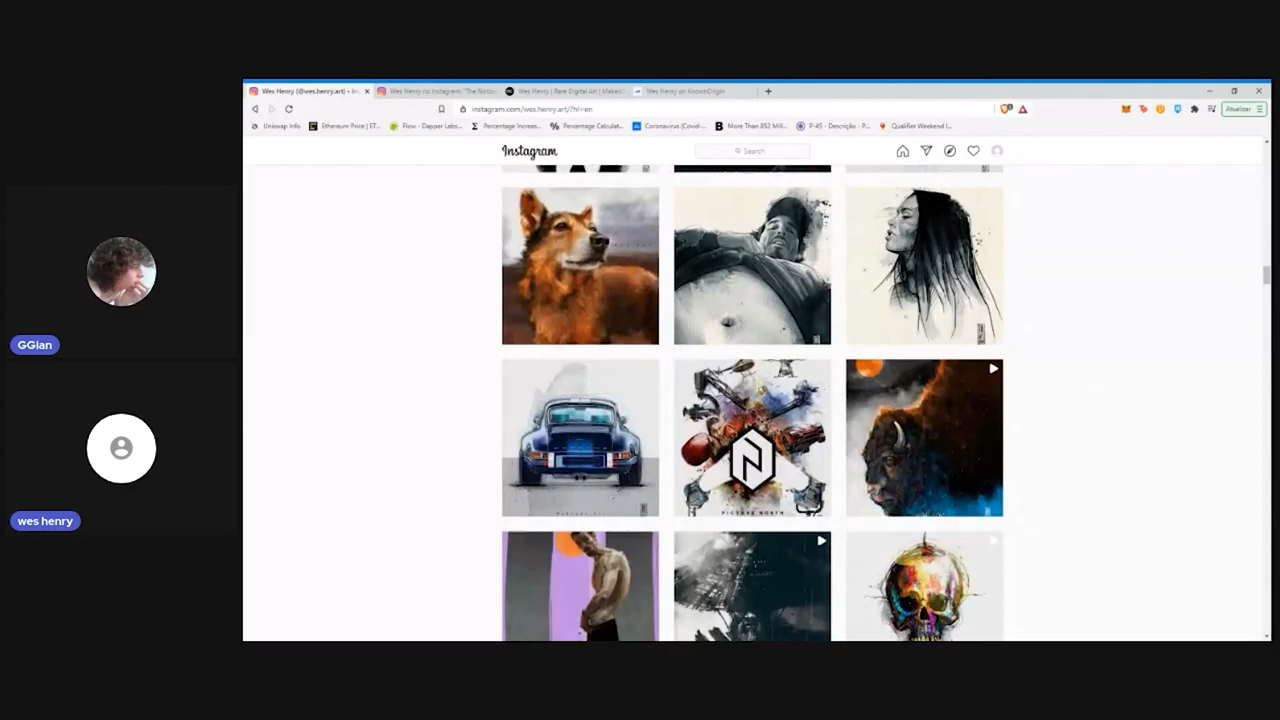 Wes Henry (@wes.henry.art) • In
Wes Henry no Instagram: "The Noto
Wes Henry | Rare Digital Art | Makers
Wes Henry on KnownOrigin
instagram.com/wes.henry.art/?hl=en
Atualizar
Uniswap Info
Ethereum Price | ET...
Flow - Dapper Labs...
Percentage Increas...
Percentage Calculat...
Coronavirus (Covid-...
More Than 852 Mil...
P-45 - Descrição - P...
Qualifier Weekend I...
Instagram
Search
GGian
PICTURE NORTH
wes henry